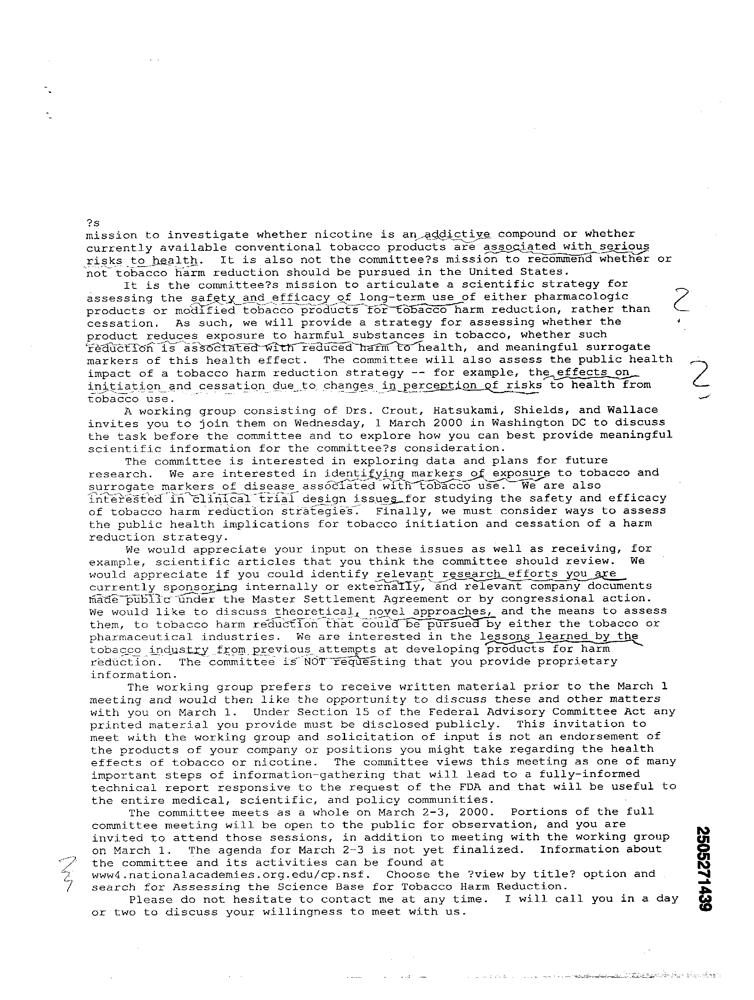 ?s
mission to investigate whether nicotine is an addictive compound or whether
currently available conventional tobacco products are associated with serious
risks to health.  It is also not the committee?s mission to recommend whether or
not tobacco harm reduction should be pursued in the United States.
It is the committee?s mission to articulate a scientific strategy for
assessing the safety and efficacy of long-term use of either pharmacologic
products or modified tobacco products for tobacco harm reduction, rather than
cessation.  As such, we will provide a strategy for assessing whether the
product reduces exposure to harmful substances in tobacco, whether such
reduction is associated with reduced harm to health, and meaningful surrogate
markers of this health effect.  The committee will also assess the public health
impact of a tobacco harm reduction strategy -- for example, the effects on
initiation and cessation due to changes in perception of risks to health from
tobacco use.
A working group consisting of Drs. Crout, Hatsukami, Shields, and Wallace
invites you to join them on Wednesday, 1 March 2000 in Washington DC to discuss
the task before the committee and to explore how you can best provide meaningful
scientific information for the committee?s consideration.
The committee is interested in exploring data and plans for future
research.  We are interested in identifying markers of exposure to tobacco and
surrogate markers of disease associated with tobacco use.  We are also
interested in clinical trial design issues for studying the safety and efficacy
of tobacco harm reduction strategies.  Finally, we must consider ways to assess
the public health implications for tobacco initiation and cessation of a harm
reduction strategy.
We would appreciate your input on these issues as well as receiving, for
example, scientific articles that you think the committee should review.  We
would appreciate if you could identify relevant research efforts you are
currently sponsoring internally or externally, and relevant company documents
made public under the Master Settlement Agreement or by congressional action.
We would like to discuss theoretical, novel approaches, and the means to assess
them, to tobacco harm reduction that could be pursued by either the tobacco or
pharmaceutical industries.  We are interested in the lessons learned by the
tobacco industry from previous attempts at developing products for harm
reduction.  The committee is NOT requesting that you provide proprietary
information.
The working group prefers to receive written material prior to the March 1
meeting and would then like the opportunity to discuss these and other matters
with you on March 1.  Under Section 15 of the Federal Advisory Committee Act any
printed material you provide must be disclosed publicly.  This invitation to
meet with the working group and solicitation of input is not an endorsement of
the products of your company or positions you might take regarding the health
effects of tobacco or nicotine.  The committee views this meeting as one of many
important steps of information-gathering that will lead to a fully-informed
technical report responsive to the request of the FDA and that will be useful to
the entire medical, scientific, and policy communities.
The committee meets as a whole on March 2-3, 2000.  Portions of the full
committee meeting will be open to the public for observation, and you are
invited to attend those sessions, in addition to meeting with the working group
on March 1.  The agenda for March 2-3 is not yet finalized.  Information about
the committee and its activities can be found at
www4.nationalacademies.org.edu/cp.nsf.  Choose the ?view by title? option and
search for Assessing the Science Base for Tobacco Harm Reduction.
Please do not hesitate to contact me at any time.  I will call you in a day
or two to discuss your willingness to meet with us.
2505271439